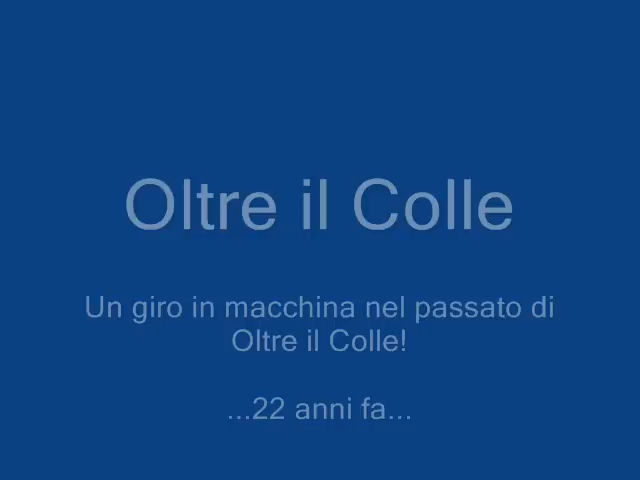 Oltre il Colle
Un giro in macchina nel passato di
Oltre il Colle!
...22 anni fa...